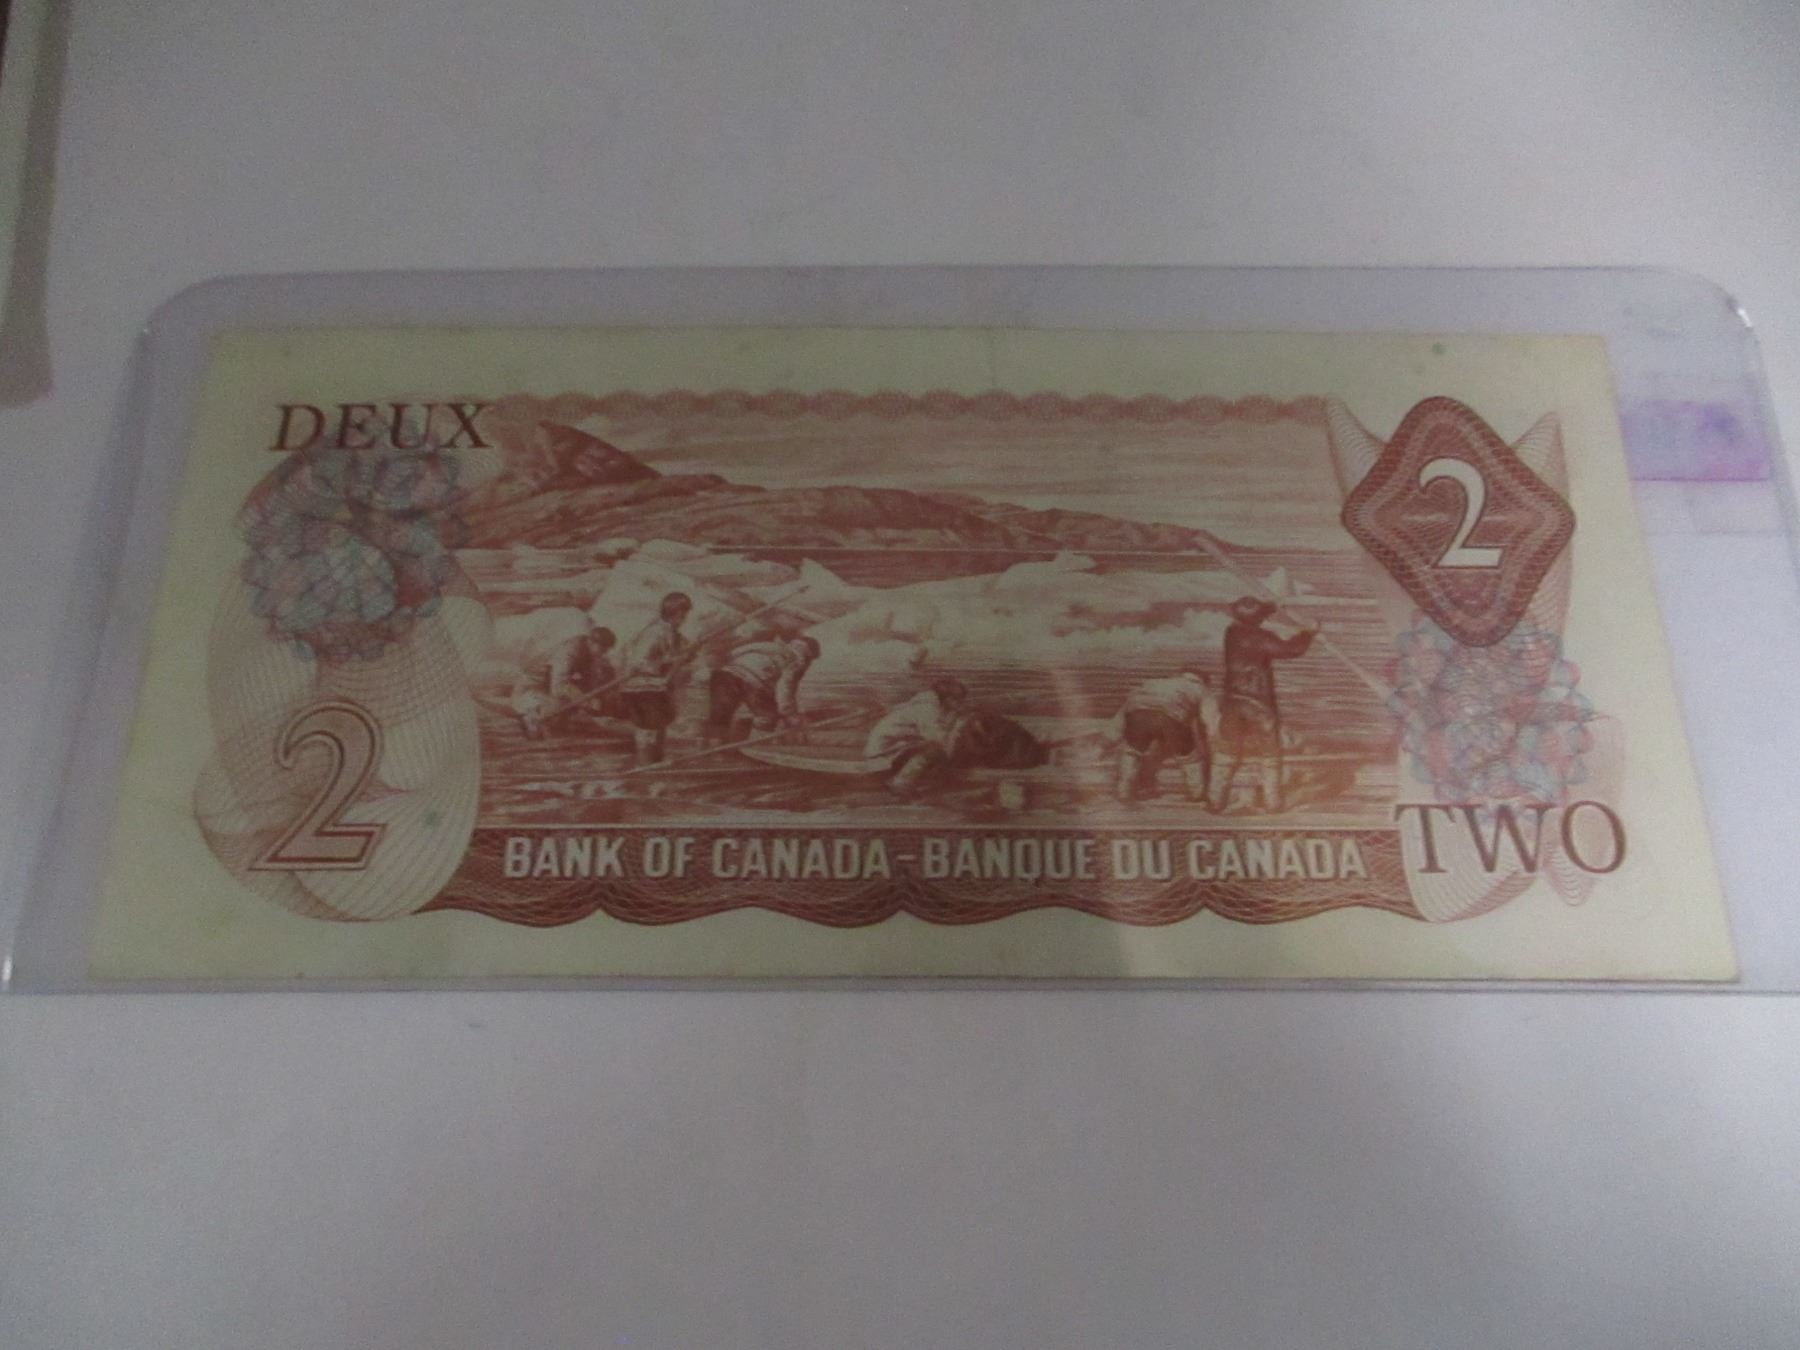 DEUX
2
2
TWO
BANK OF CANADA-BANQUE DU CANADA